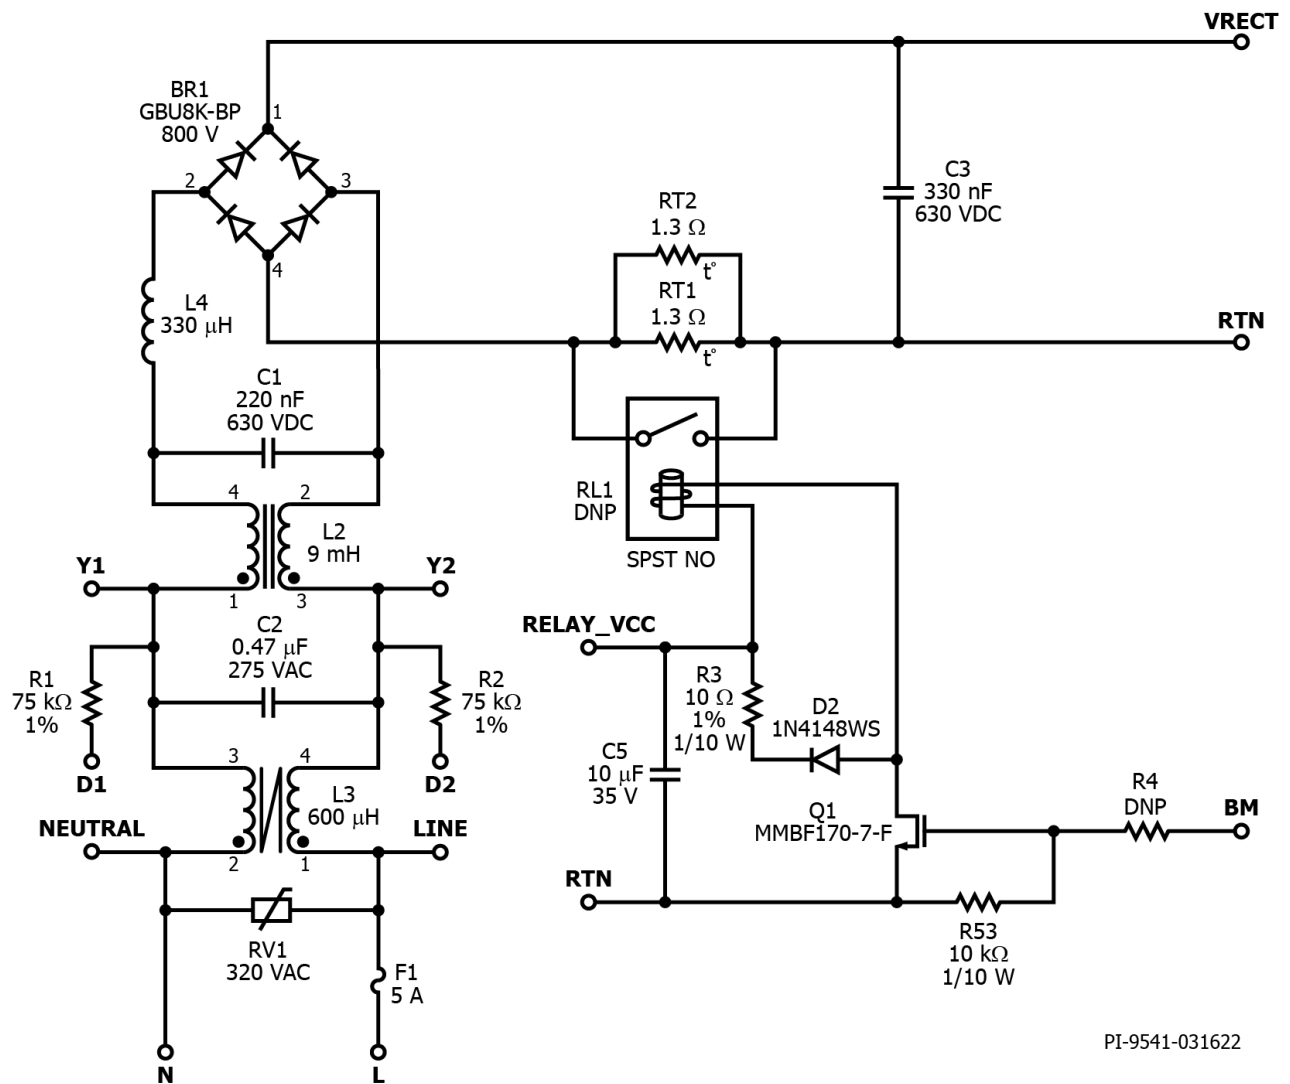 VRECT
BR1
GBU8K-BP
800 V
1
2
3
4
C3
330 nF
630 VDC
RT2
1.3 Ω
t°
RT1
1.3 Ω
t°
RTN
L4
330 μH
C1
220 nF
630 VDC
4
2
L2
9 mH
1
3
RL1
DNP
SPST NO
Y1
Y2
C2
0.47 μF
275 VAC
R1
75 kΩ
1%
R2
75 kΩ
1%
D1
D2
3
4
L3
600 μH
2
1
NEUTRAL
LINE
RELAY_VCC
R3
10 Ω
1%
1/10 W
D2
1N4148WS
C5
10 μF
35 V
Q1
MMBF170-7-F
R4
DNP
BM
RTN
R53
10 kΩ
1/10 W
RV1
320 VAC
F1
5 A
N
L
PI-9541-031622